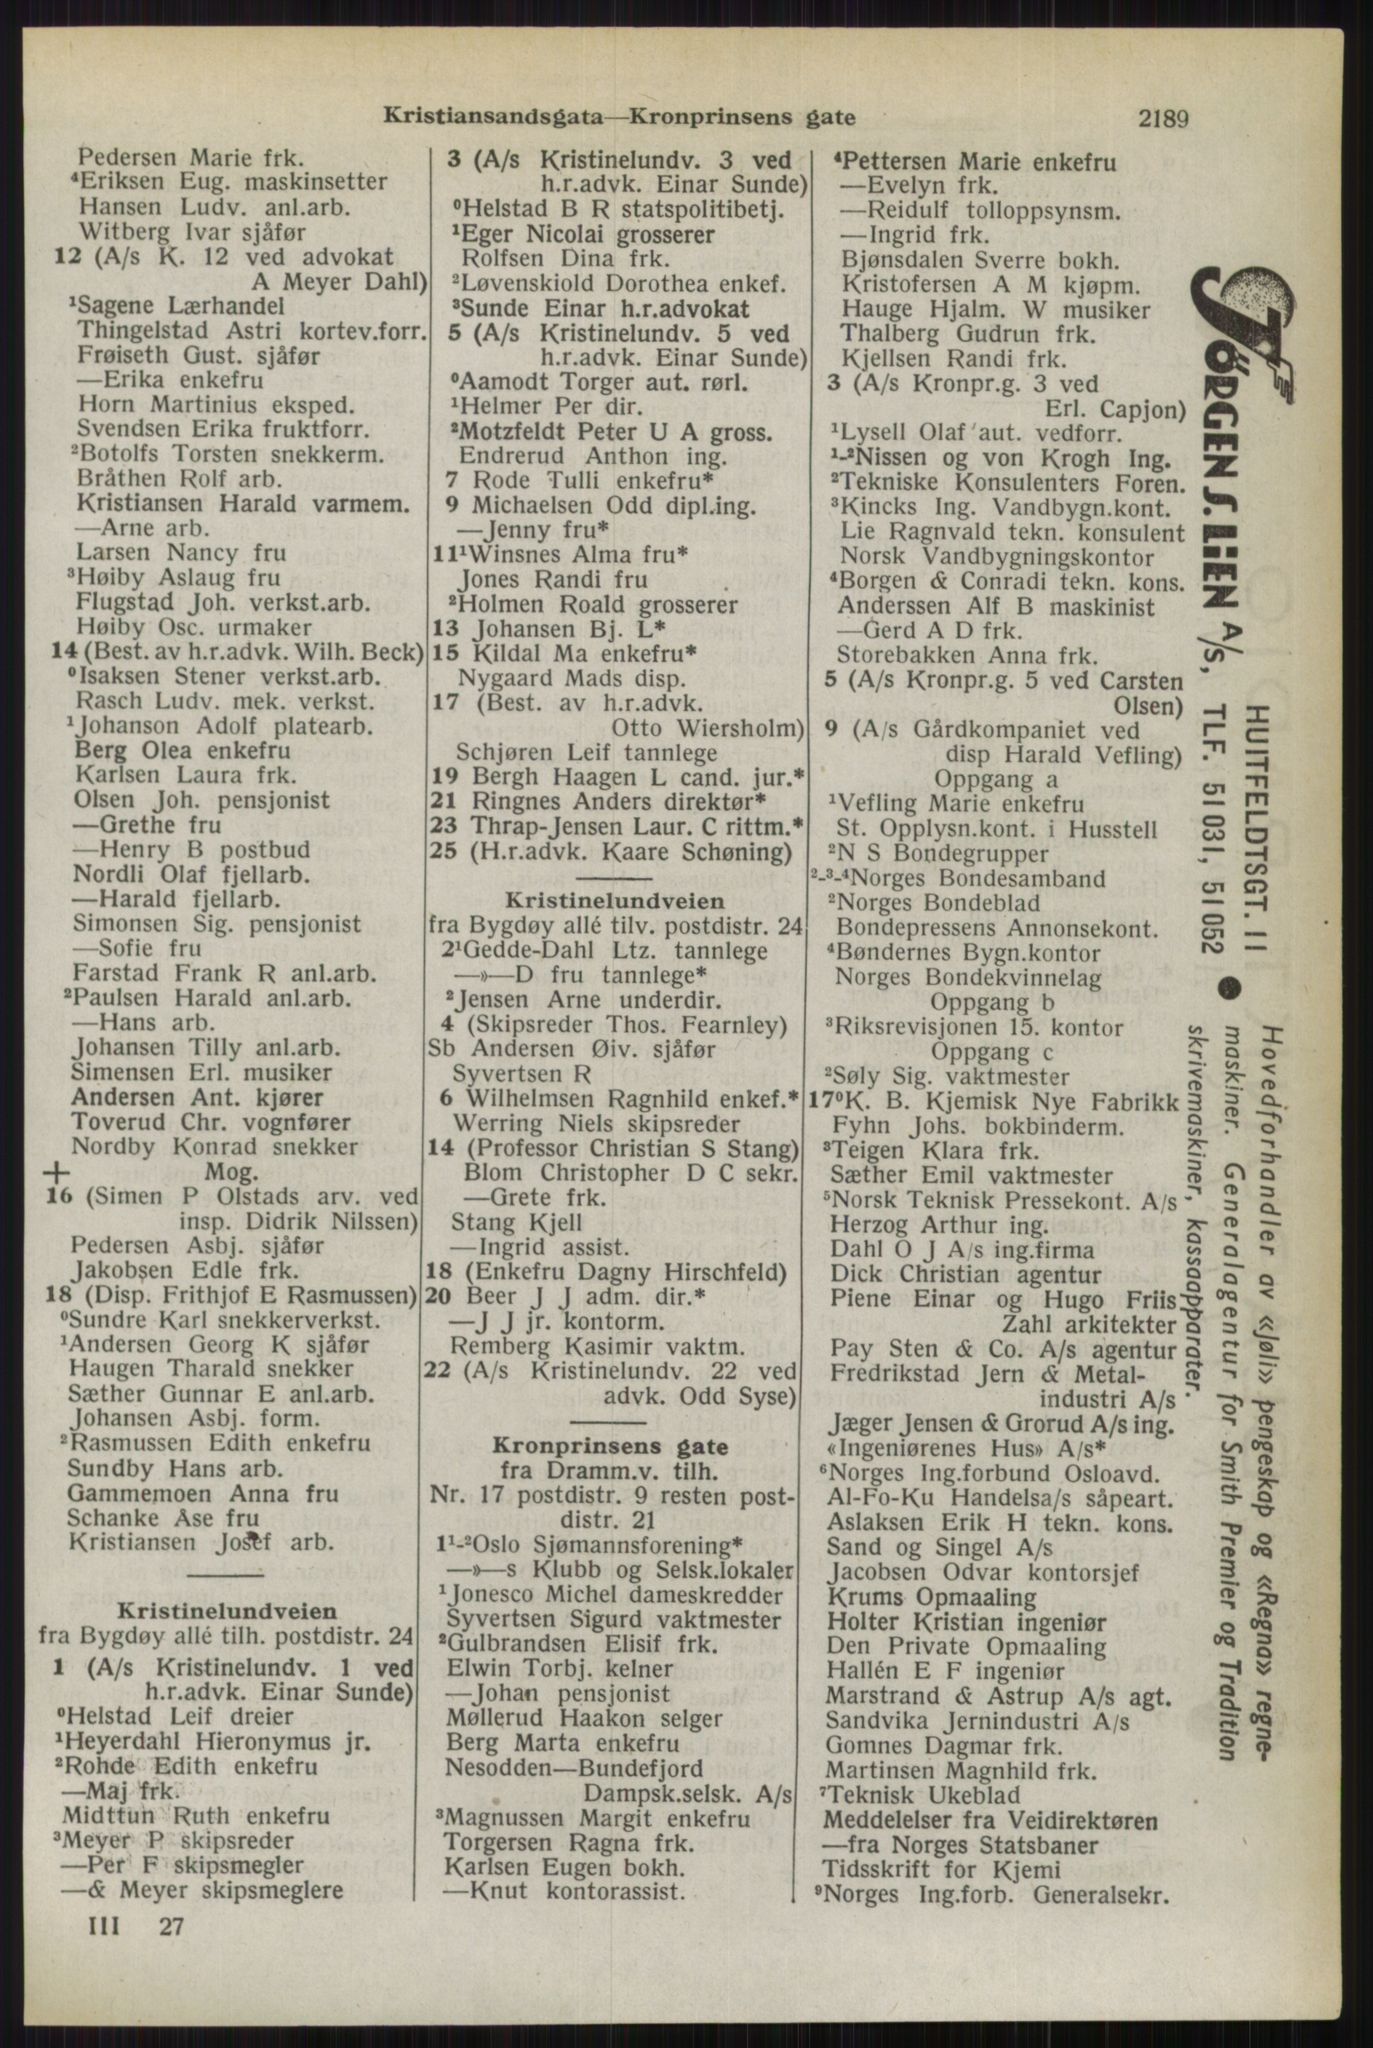 Kristiansandsgata—Kronprinsens gate
2189
Pedersen Marie frk.
⁴Eriksen Eug. maskinsetter
Hansen Ludv. anl.arb.
Witberg Ivar sjåfør
12 (A/s K. 12 ved advokat
A Meyer Dahl)
¹Sagene Lærhandel
Thingelstad Astri kortev.forr.
Frøiseth Gust. sjåfør
—Erika enkefru
Horn Martinius eksped.
Svendsen Erika fruktforr.
²Botolfs Torsten snekkerm.
Bråthen Rolf arb.
Kristiansen Harald varmem.
—Arne arb.
Larsen Nancy fru
³Høiby Aslaug fru
Flugstad Joh. verkst.arb.
Høiby Osc. urmaker
14 (Best. av h.r.advk. Wilh. Beck)
⁰Isaksen Stener verkst.arb.
Rasch Ludv. mek. verkst.
¹Johanson Adolf platearb.
Berg Olea enkefru
Karlsen Laura frk.
Olsen Joh. pensjonist
—Grethe fru
—Henry B postbud
Nordli Olaf fjellarb.
—Harald fjellarb.
Simonsen Sig. pensjonist
—Sofie fru
Farstad Frank R anl.arb.
²Paulsen Harald anl.arb.
—Hans arb.
Johansen Tilly anl.arb.
Simensen Erl. musiker
Andersen Ant. kjører
Toverud Chr. vognfører
Nordby Konrad snekker
+ Mog.
16 (Simen P Olstads arv. ved
insp. Didrik Nilssen)
Pedersen Asbj. sjåfør
Jakobsen Edle frk.
18 (Disp. Frithjof E Rasmussen)
⁰Sundre Karl snekkerverkst.
¹Andersen Georg K sjåfør
Haugen Tharald snekker
Sæther Gunnar E anl.arb.
Johansen Asbj. form.
²Rasmussen Edith enkefru
Sundby Hans arb.
Gammemoen Anna fru
Schanke Ase fru
Kristiansen Josef arb.
Kristinelundveien
fra Bygdøy allé tilh. postdistr. 24
1 (A/s Kristinelundv. 1 ved
h.r.advk. Einar Sunde)
⁰Helstad Leif dreier
¹Heyerdahl Hieronymus jr.
²Rohde Edith enkefru
—Maj frk.
Midttun Ruth enkefru
³Meyer P skipsreder
—Per F skipsmegler
—& Meyer skipsmeglere
III 27
3 (A/s Kristinelundv. 3 ved
h.r.advk. Einar Sunde)
⁰Helstad B R statspolitibetj.
¹Eger Nicolai grosserer
Rolfsen Dina frk.
²Løvenskiold Dorothea enkef.
³Sunde Einar h.r.advokat
5 (A/s Kristinelundv. 5 ved
h.r.advk. Einar Sunde)
⁰Aamodt Torger aut. rørl.
¹Helmer Per dir.
²Motzfeldt Peter U A gross.
Endrerud Anthon ing.
7 Rode Tulli enkefru*
9 Michaelsen Odd dipl.ing.
—Jenny fru*
11¹Winsnes Alma fru*
Jones Randi fru
²Holmen Roald grosserer
13 Johansen Bj. L*
15 Kildal Ma enkefru*
Nygaard Mads disp.
17 (Best. av h.r.advk.
Otto Wiersholm)
Schjøren Leif tannlege
19 Bergh Haagen L cand. jur.*
21 Ringnes Anders direktør*
23 Thrap-Jensen Laur. C rittm.*
25 (H.r.advk. Kaare Schøning)
Kristinelundveien
fra Bygdøy allé tilv. postdistr. 24
2¹Gedde-Dahl Ltz. tannlege
—»—D fru tannlege*
²Jensen Arne underdir.
4 (Skipsreder Thos. Fearnley)
Sb Andersen Øiv. sjåfør
Syvertsen R
6 Wilhelmsen Ragnhild enkef.*
Werring Niels skipsreder
14 (Professor Christian S Stang)
Blom Christopher D C sekr.
—Grete frk.
Stang Kjell
—Ingrid assist.
18 (Enkefru Dagny Hirschfeld)
20 Beer J J adm. dir.*
—J J jr. kontorm.
Remberg Kasimir vaktm.
22 (A/s Kristinelundv. 22 ved
advk. Odd Syse)
Kronprinsens gate
fra Dramm.v. tilh.
Nr. 17 postdistr. 9 resten post-
distr. 21
1¹-²Oslo Sjømannsforening*
—»—s Klubb og Selsk.lokaler
¹Jonesco Michel dameskredder
Syvertsen Sigurd vaktmester
²Gulbrandsen Elisif frk.
Elwin Torbj. kelner
—Johan pensjonist
Møllerud Haakon selger
Berg Marta enkefru
Nesodden—Bundefjord
Dampsk.selsk. A/s
³Magnussen Margit enkefru
Torgersen Ragna frk.
Karlsen Eugen bokh.
—Knut kontorassist.
⁴Pettersen Marie enkefru
—Evelyn frk.
—Reidulf tolloppsynsm.
—Ingrid frk.
Bjønsdalen Sverre bokh.
Kristofersen A M kjøpm.
Hauge Hjalm. W musiker
Thalberg Gudrun frk.
Kjellsen Randi frk.
3 (A/s Kronpr.g. 3 ved
Erl. Capjon)
¹Lysell Olaf aut. vedforr.
¹-²Nissen og von Krogh Ing.
²Tekniske Konsulenters Foren.
³Kincks Ing. Vandbygn.kont.
Lie Ragnvald tekn. konsulent
Norsk Vandbygningskontor
⁴Borgen & Conradi tekn. kons.
Anderssen Alf B maskinist
—Gerd A D frk.
Storebakken Anna frk.
5 (A/s Kronpr.g. 5 ved Carsten
Olsen)
9 (A/s Gårdkompaniet ved
disp Harald Vefling)
Oppgang a
¹Vefling Marie enkefru
St. Opplysn.kont. i Husstell
²N S Bondegrupper
²-³-⁴Norges Bondesamband
²Norges Bondeblad
Bondepressens Annonsekont.
⁴Bøndernes Bygn.kontor
Norges Bondekvinnelag
Oppgang b
³Riksrevisjonen 15. kontor
Oppgang c
²Søly Sig. vaktmester
17⁰K. B. Kjemisk Nye Fabrikk
Fyhn Johs. bokbinderm.
³Teigen Klara frk.
Sæther Emil vaktmester
⁵Norsk Teknisk Pressekont. A/s
Herzog Arthur ing.
Dahl O J A/s ing.firma
Dick Christian agentur
Piene Einar og Hugo Friis
Zahl arkitekter
Pay Sten & Co. A/s agentur
Fredrikstad Jern & Metal-
industri A/s
Jæger Jensen & Grorud A/s ing.
«Ingeniørenes Hus» A/s*
⁶Norges Ing.forbund Osloavd.
Al-Fo-Ku Handelsa/s såpeart.
Aslaksen Erik H tekn. kons.
Sand og Singel A/s
Jacobsen Odvar kontorsjef
Krums Opmaaling
Holter Kristian ingeniør
Den Private Opmaaling
Hallén E F ingeniør
Marstrand & Astrup A/s agt.
Sandvika Jernindustri A/s
Gomnes Dagmar frk.
Martinsen Magnhild frk.
⁷Teknisk Ukeblad
Meddelelser fra Veidirektøren
—fra Norges Statsbaner
Tidsskrift for Kjemi
⁹Norges Ing.forb. Generalsekr.
JÖRGEN S. LIEN A/s,
HUITFELDTSGT. 11
TLF. 51 031, 51 052
Hovedforhandler av «Jøli» pengeskap og «Regna» regne-
maskiner. Generalagentur for Smith Premier og Tradition
skrivemaskiner, kassaapparater.